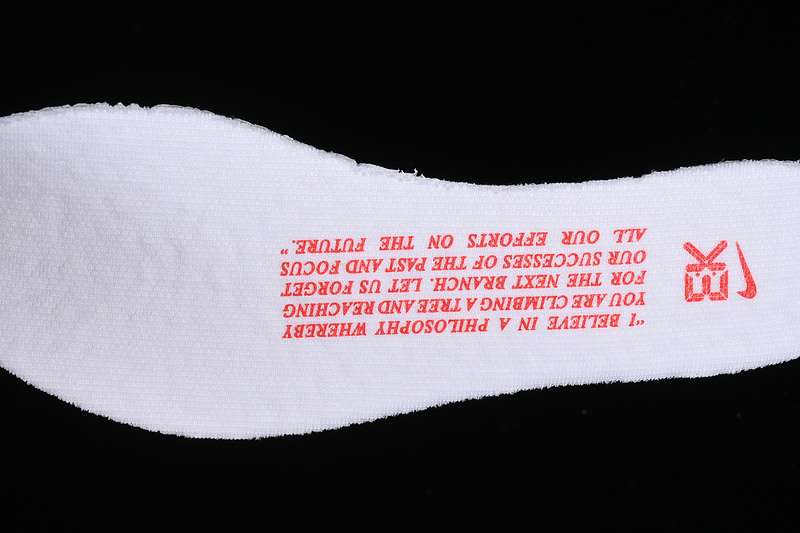 "I BELIEVE IN A PHILOSOPHY WHEREBY
YOU ARE CLIMBING A TREE AND REACHING
FOR THE NEXT BRANCH. LET US FORGET
OUR SUCCESSES OF THE PAST AND FOCUS
ALL OUR EFFORTS ON THE FUTURE."